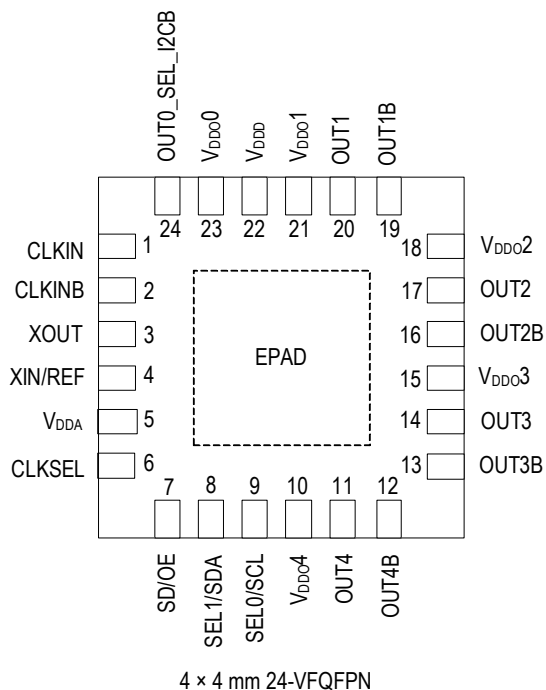 OUT0_SEL_I2CB
VDDO0
VDDD
VDDO1
OUT1
OUT1B
24
23
22
21
20
19
CLKIN
1
CLKINB
2
XOUT
3
XIN/REF
4
VDDA
5
CLKSEL
6
EPAD
18
VDDO2
17
OUT2
16
OUT2B
15
VDDO3
14
OUT3
13
OUT3B
7
8
9
10
11
12
SD/OE
SEL1/SDA
SEL0/SCL
VDDO4
OUT4
OUT4B
4 × 4 mm 24-VFQFPN